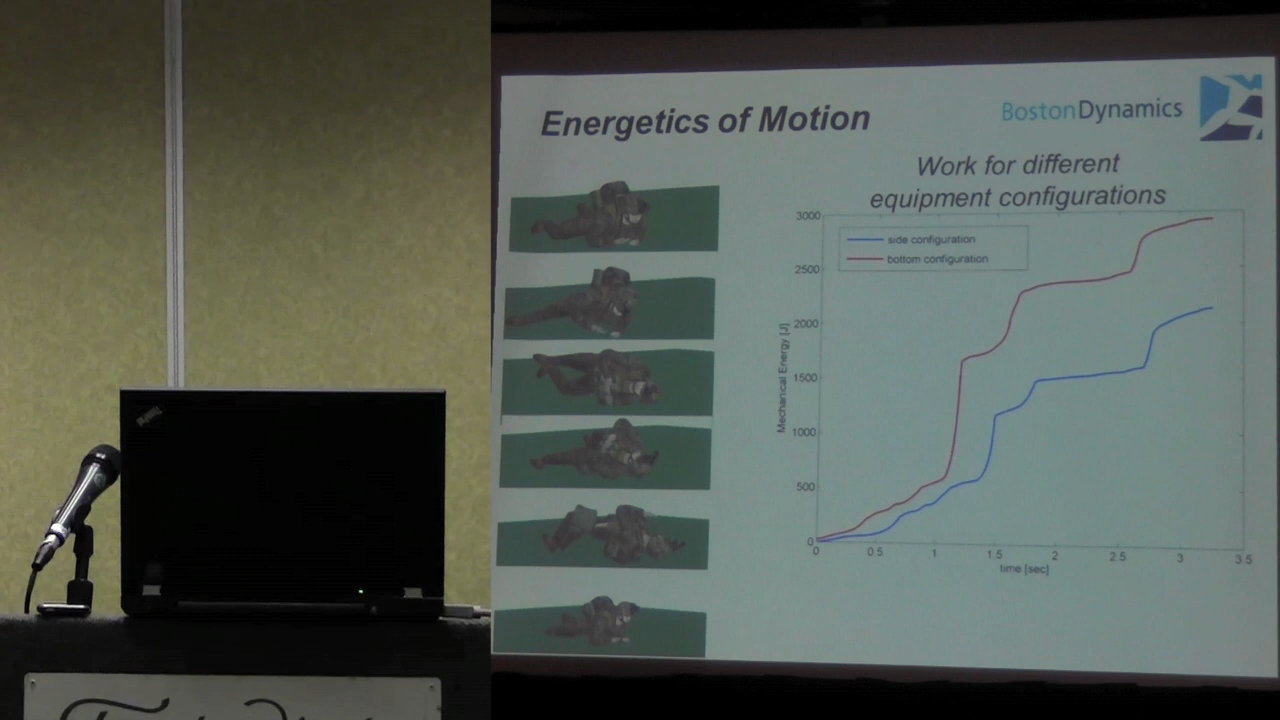 Energetics of Motion
BostonDynamics
Work for different
equipment configurations
side configuration
bottom configuration
3000
2500
2000
1500
1000
500
0
Mechanical Energy [J]
0 0.5 1 1.5 2 2.5 3 3.5
time [sec]
ThinkPad